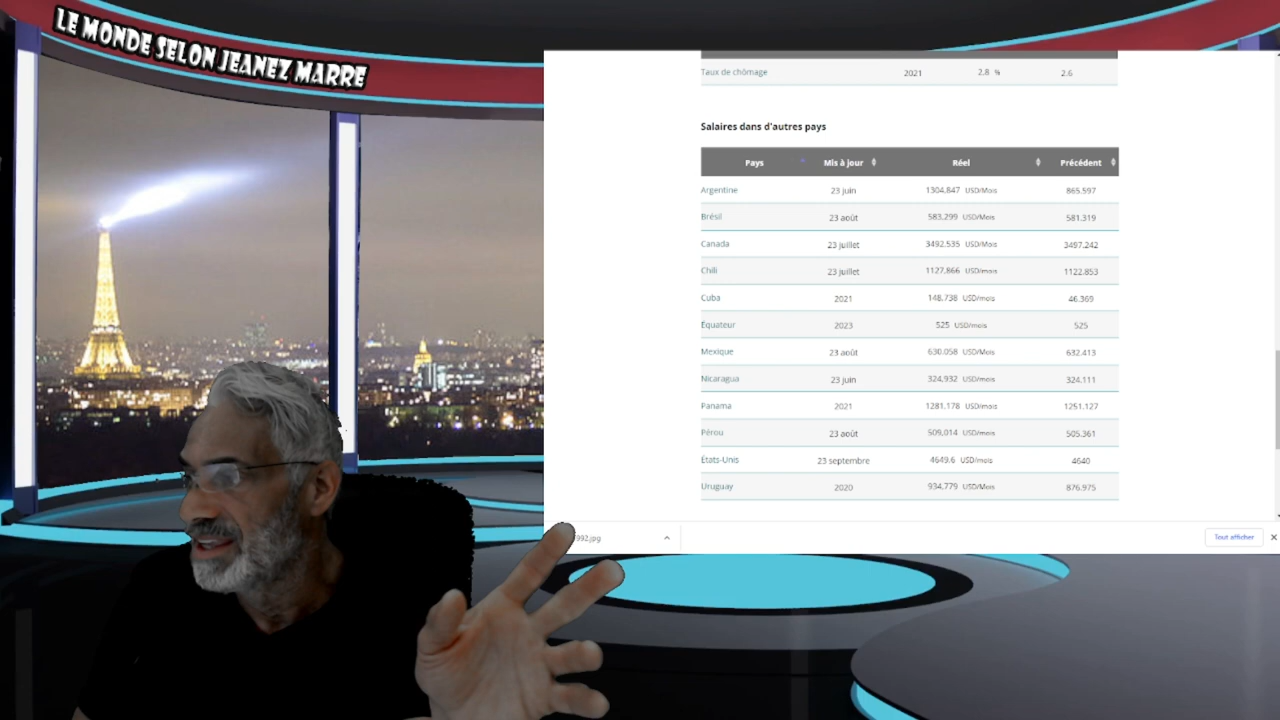 LE MONDE SELON JEANEZ MARRE
Taux de chômage 2021 2,8 % 2.6
Salaires dans d'autres pays
Pays Mis à jour Réel Précédent
Argentine 23 juin 1304,847 USD/Mois 865.597
Brésil 23 août 583,299 USD/Mois 581.319
Canada 23 juillet 3492.535 USD/Mois 3497.242
Chili 23 juillet 1127,866 USD/mois 1122.853
Cuba 2021 148,738 USD/mois 46.369
Équateur 2023 525 USD/mois 525
Mexique 23 août 630.058 USD/Mois 632.413
Nicaragua 23 juin 324,932 USD/mois 324.111
Panama 2021 1281.178 USD/mois 1251.127
Pérou 23 août 509,014 USD/mois 505.361
États-Unis 23 septembre 4649.6 USD/mois 4640
Uruguay 2020 934,779 USD/Mois 876.975
992.jpg
Tout afficher